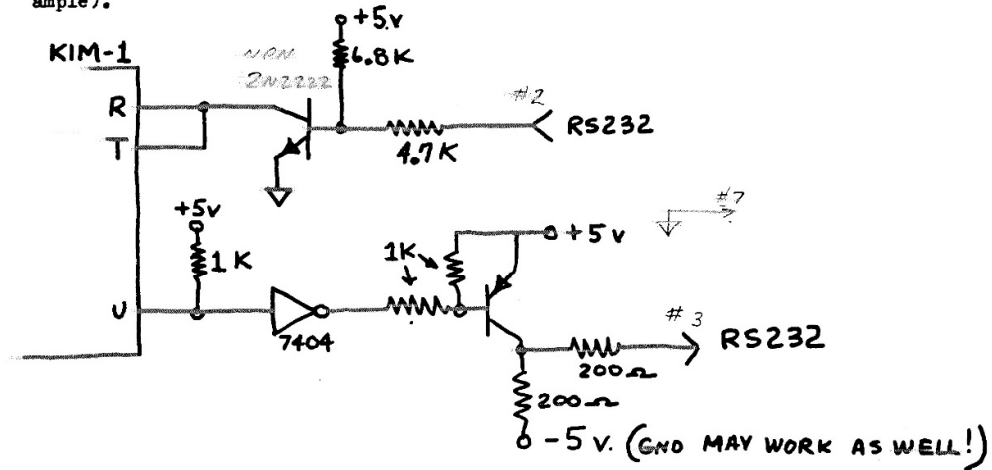 ample).
+5v
KIM-1
6.8K
NPN
2N2222
R
#2
RS232
T
4.7K
+5v
#7
1K
1K
+5v
U
7404
#3
RS232
200Ω
200Ω
-5 V. (GND MAY WORK AS WELL!)